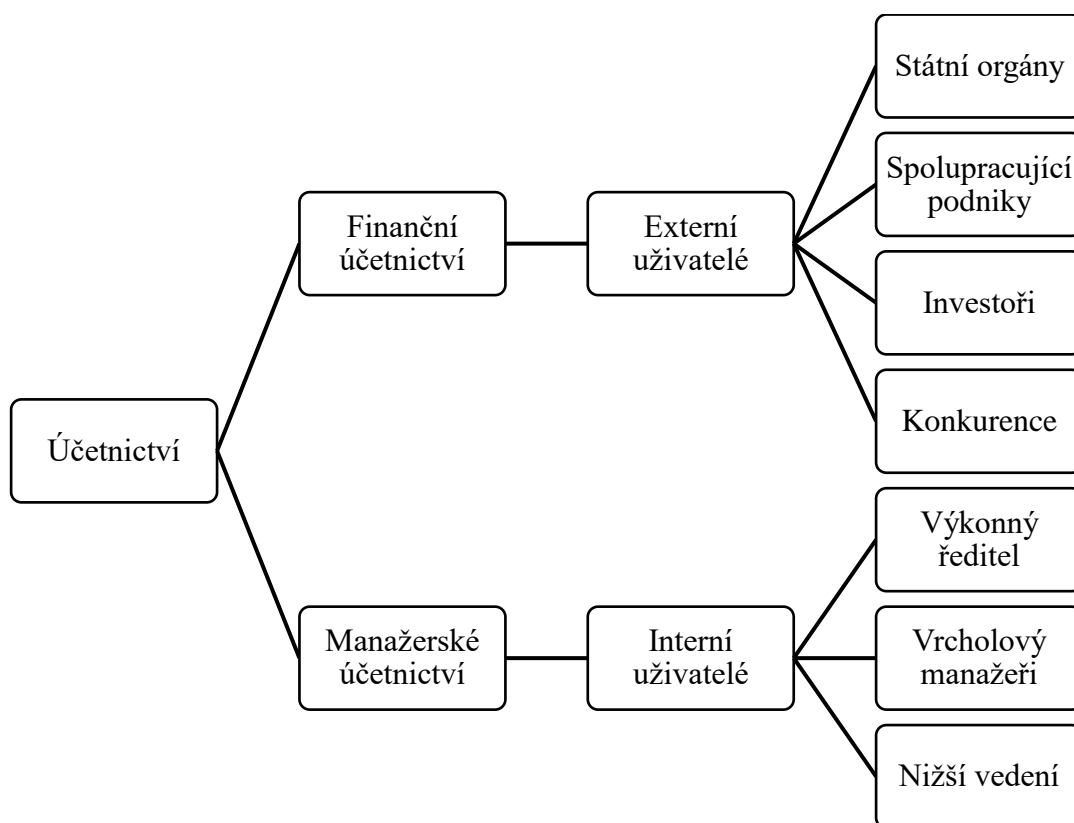 Účetnictví
Finanční
účetnictví
Externí
uživatelé
Státní orgány
Spolupracující
podniky
Investoři
Konkurence
Manažerské
účetnictví
Interní
uživatelé
Výkonný
ředitel
Vrcholový
manažeři
Nižší vedení